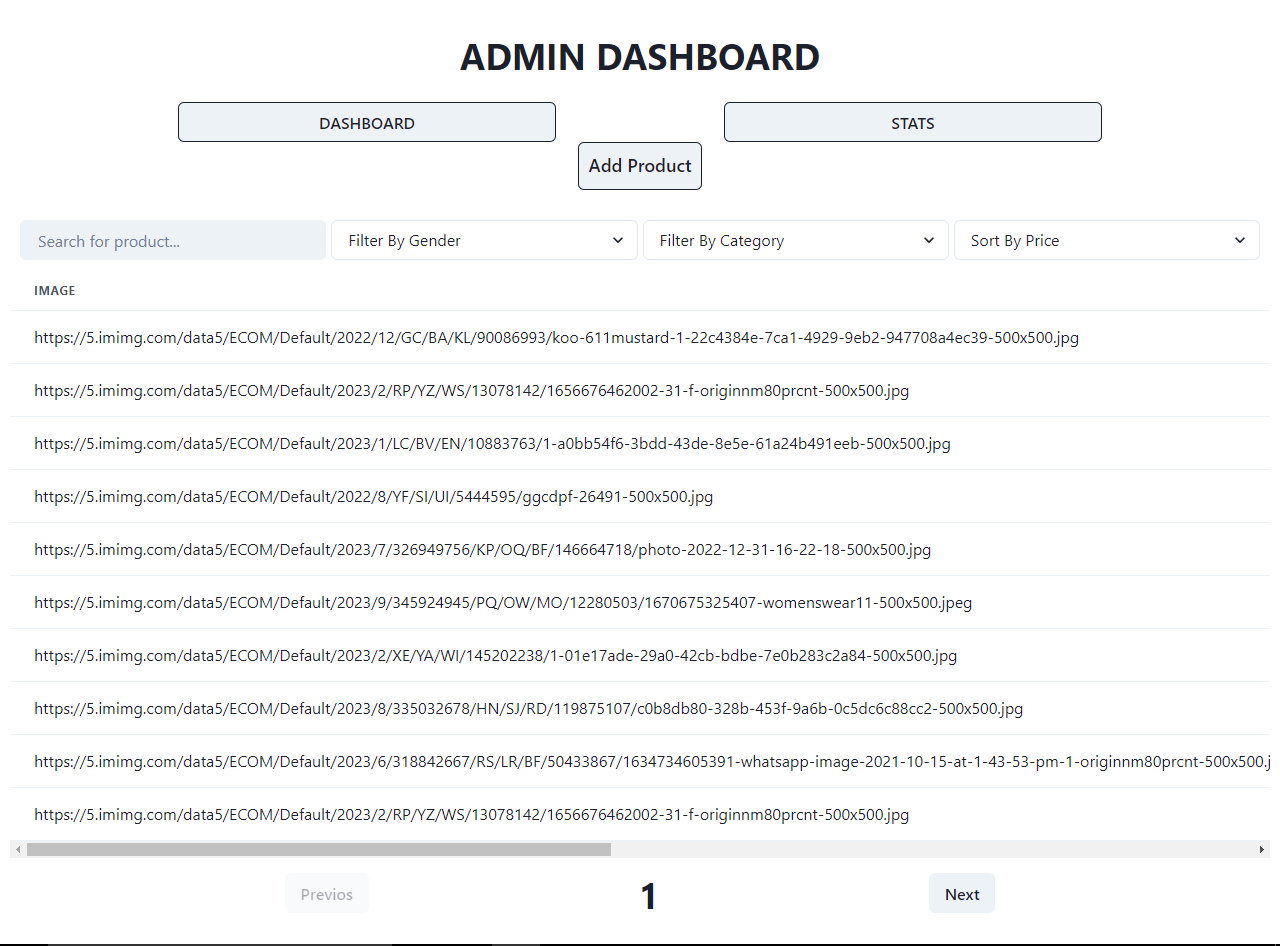 ADMIN DASHBOARD
DASHBOARD STATS
Add Product
Search for product... Filter By Gender Filter By Category Sort By Price
IMAGE
https://5.imimg.com/data5/ECOM/Default/2022/12/GC/BA/KL/90086993/koo-611mustard-1-22c4384e-7ca1-4929-9eb2-947708a4ec39-500x500.jpg
https://5.imimg.com/data5/ECOM/Default/2023/2/RP/YZ/WS/13078142/1656676462002-31-f-originnm80prcnt-500x500.jpg
https://5.imimg.com/data5/ECOM/Default/2023/1/LC/BV/EN/10883763/1-a0bb54f6-3bdd-43de-8e5e-61a24b491eeb-500x500.jpg
https://5.imimg.com/data5/ECOM/Default/2022/8/YF/SI/UI/5444595/ggcdpf-26491-500x500.jpg
https://5.imimg.com/data5/ECOM/Default/2023/7/326949756/KP/OQ/BF/146664718/photo-2022-12-31-16-22-18-500x500.jpg
https://5.imimg.com/data5/ECOM/Default/2023/9/345924945/PQ/OW/MO/12280503/1670675325407-womenswear11-500x500.jpeg
https://5.imimg.com/data5/ECOM/Default/2023/2/XE/YA/WI/145202238/1-01e17ade-29a0-42cb-bdbe-7e0b283c2a84-500x500.jpg
https://5.imimg.com/data5/ECOM/Default/2023/8/335032678/HN/SJ/RD/119875107/c0b8db80-328b-453f-9a6b-0c5dc6c88cc2-500x500.jpg
https://5.imimg.com/data5/ECOM/Default/2023/6/318842667/RS/LR/BF/50433867/1634734605391-whatsapp-image-2021-10-15-at-1-43-53-pm-1-originnm80prcnt-500x500.j
https://5.imimg.com/data5/ECOM/Default/2023/2/RP/YZ/WS/13078142/1656676462002-31-f-originnm80prcnt-500x500.jpg
Previos 1 Next